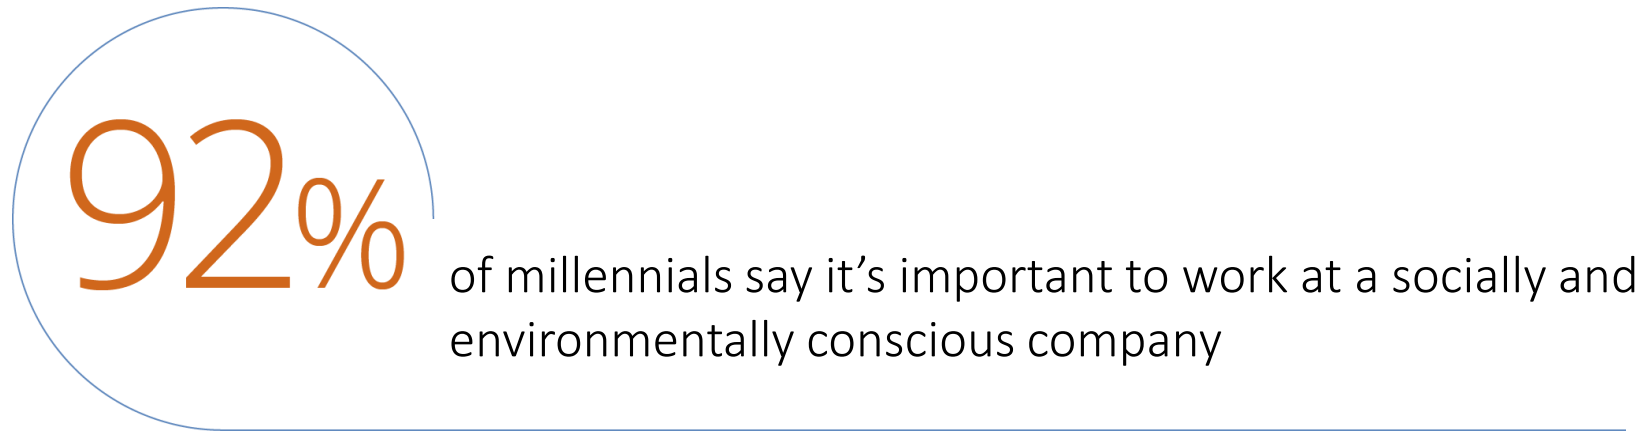 92%
of millennials say it’s important to work at a socially and
environmentally conscious company